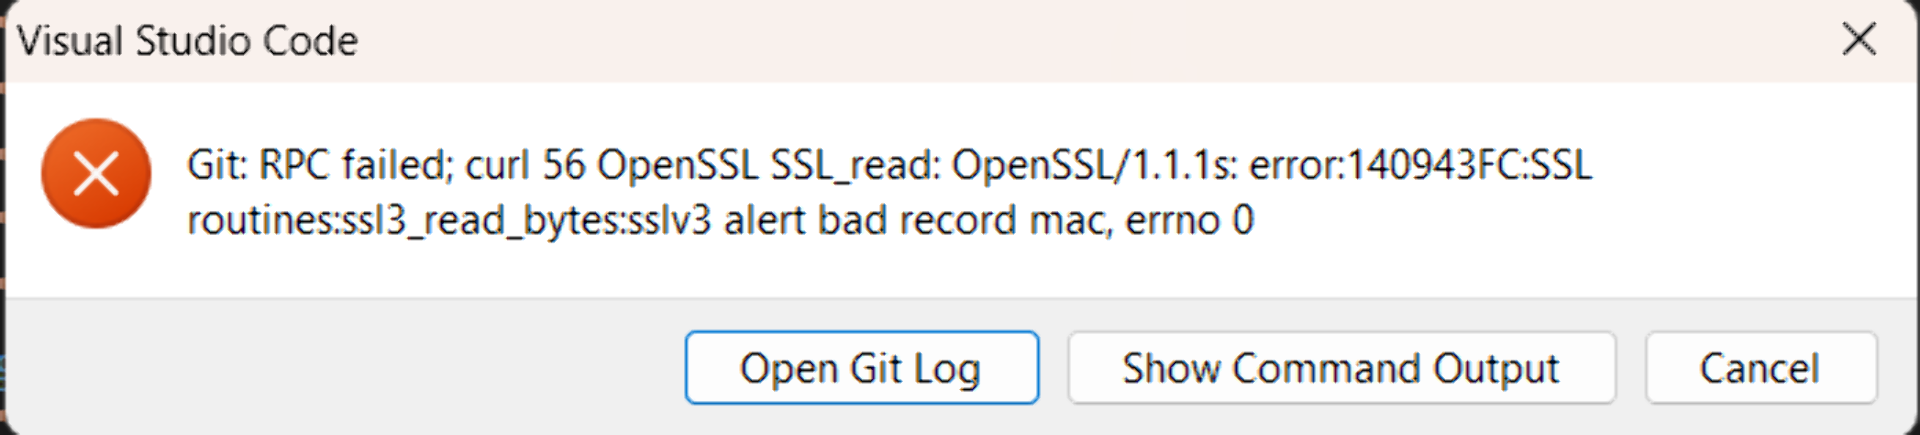 Visual Studio Code
Git: RPC failed; curl 56 OpenSSL SSL_read: OpenSSL/1.1.1s: error:140943FC:SSL
routines:ssl3_read_bytes:sslv3 alert bad record mac, errno 0
Open Git Log
Show Command Output
Cancel